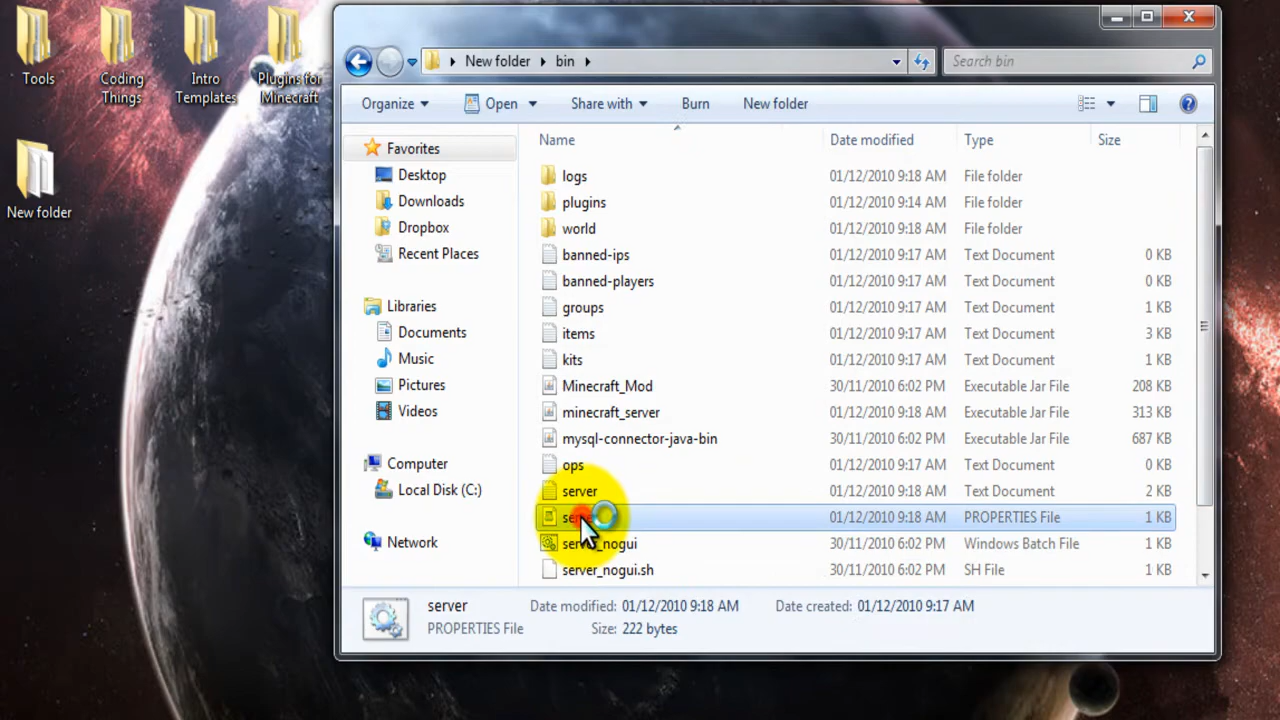 Tools
Coding Things
Intro Templates
Plugins for Minecraft
New folder
New folder bin
Search bin
Organize Open Share with Burn New folder
Favorites
Desktop
Downloads
Dropbox
Recent Places
Libraries
Documents
Music
Pictures
Videos
Computer
Local Disk (C:)
Network
Name Date modified Type Size
logs 01/12/2010 9:18 AM File folder
plugins 01/12/2010 9:14 AM File folder
world 01/12/2010 9:18 AM File folder
banned-ips 01/12/2010 9:17 AM Text Document 0 KB
banned-players 01/12/2010 9:17 AM Text Document 0 KB
groups 01/12/2010 9:17 AM Text Document 1 KB
items 01/12/2010 9:17 AM Text Document 3 KB
kits 01/12/2010 9:17 AM Text Document 1 KB
Minecraft_Mod 30/11/2010 6:02 PM Executable Jar File 208 KB
minecraft_server 01/12/2010 9:18 AM Executable Jar File 313 KB
mysql-connector-java-bin 30/11/2010 6:02 PM Executable Jar File 687 KB
ops 01/12/2010 9:17 AM Text Document 0 KB
server 01/12/2010 9:18 AM Text Document 2 KB
01/12/2010 9:18 AM PROPERTIES File 1 KB
server_nogui 30/11/2010 6:02 PM Windows Batch File 1 KB
server_nogui.sh 30/11/2010 6:02 PM SH File 1 KB
server Date modified: 01/12/2010 9:18 AM Date created: 01/12/2010 9:17 AM
PROPERTIES File Size: 222 bytes